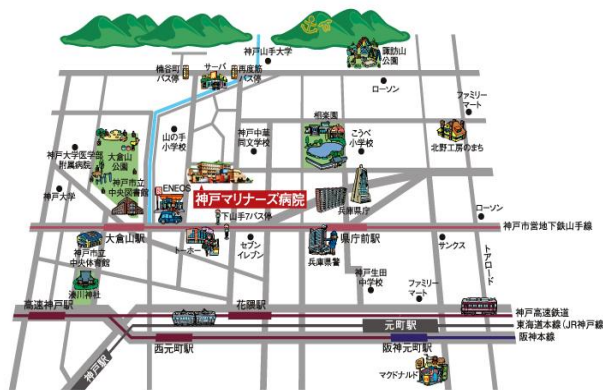 神戸山手大学
諏訪山
公園
楠谷町
バス停
サーパ
再度筋
バス停
ローソン
ファミリー
マート
山の手
小学校
神戸中華
同文学校
相楽園
こうべ
小学校
北野工房のまち
神戸大学医学部
附属病院
大倉山
公園
神戸大学
神戸市立
中央図書館
ENEOS
神戸マリナーズ病院
兵庫県庁
下山手7バス停
ローソン
神戸市営地下鉄山手線
大倉山駅
県庁前駅
神戸市立
中央体育館
トーホー
セブン
イレブン
兵庫県警
サンクス
トアロード
神戸生田
中学校
湊川神社
ファミリー
マート
高速神戸駅
花隈駅
神戸高速鉄道
元町駅
東海道本線(JR神戸線
神戸駅
西元町駅
阪神元町駅
阪神本線
マクドナルド